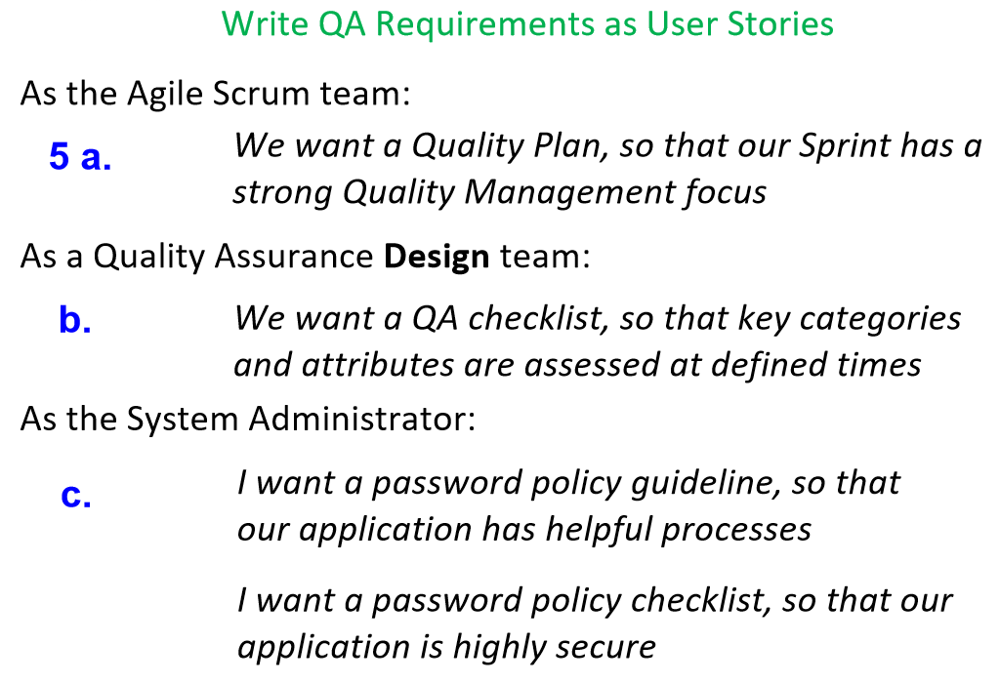 Write QA Requirements as User Stories
As the Agile Scrum team:
5 a. We want a Quality Plan, so that our Sprint has a
strong Quality Management focus
As a Quality Assurance Design team:
b. We want a QA checklist, so that key categories
and attributes are assessed at defined times
As the System Administrator:
c. I want a password policy guideline, so that
our application has helpful processes
I want a password policy checklist, so that our
application is highly secure